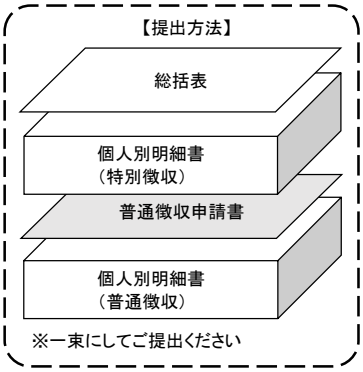 【提出方法】
総括表
個人別明細書
（特別徴収）
普通徴収申請書
個人別明細書
（普通徴収）
※一束にしてご提出ください